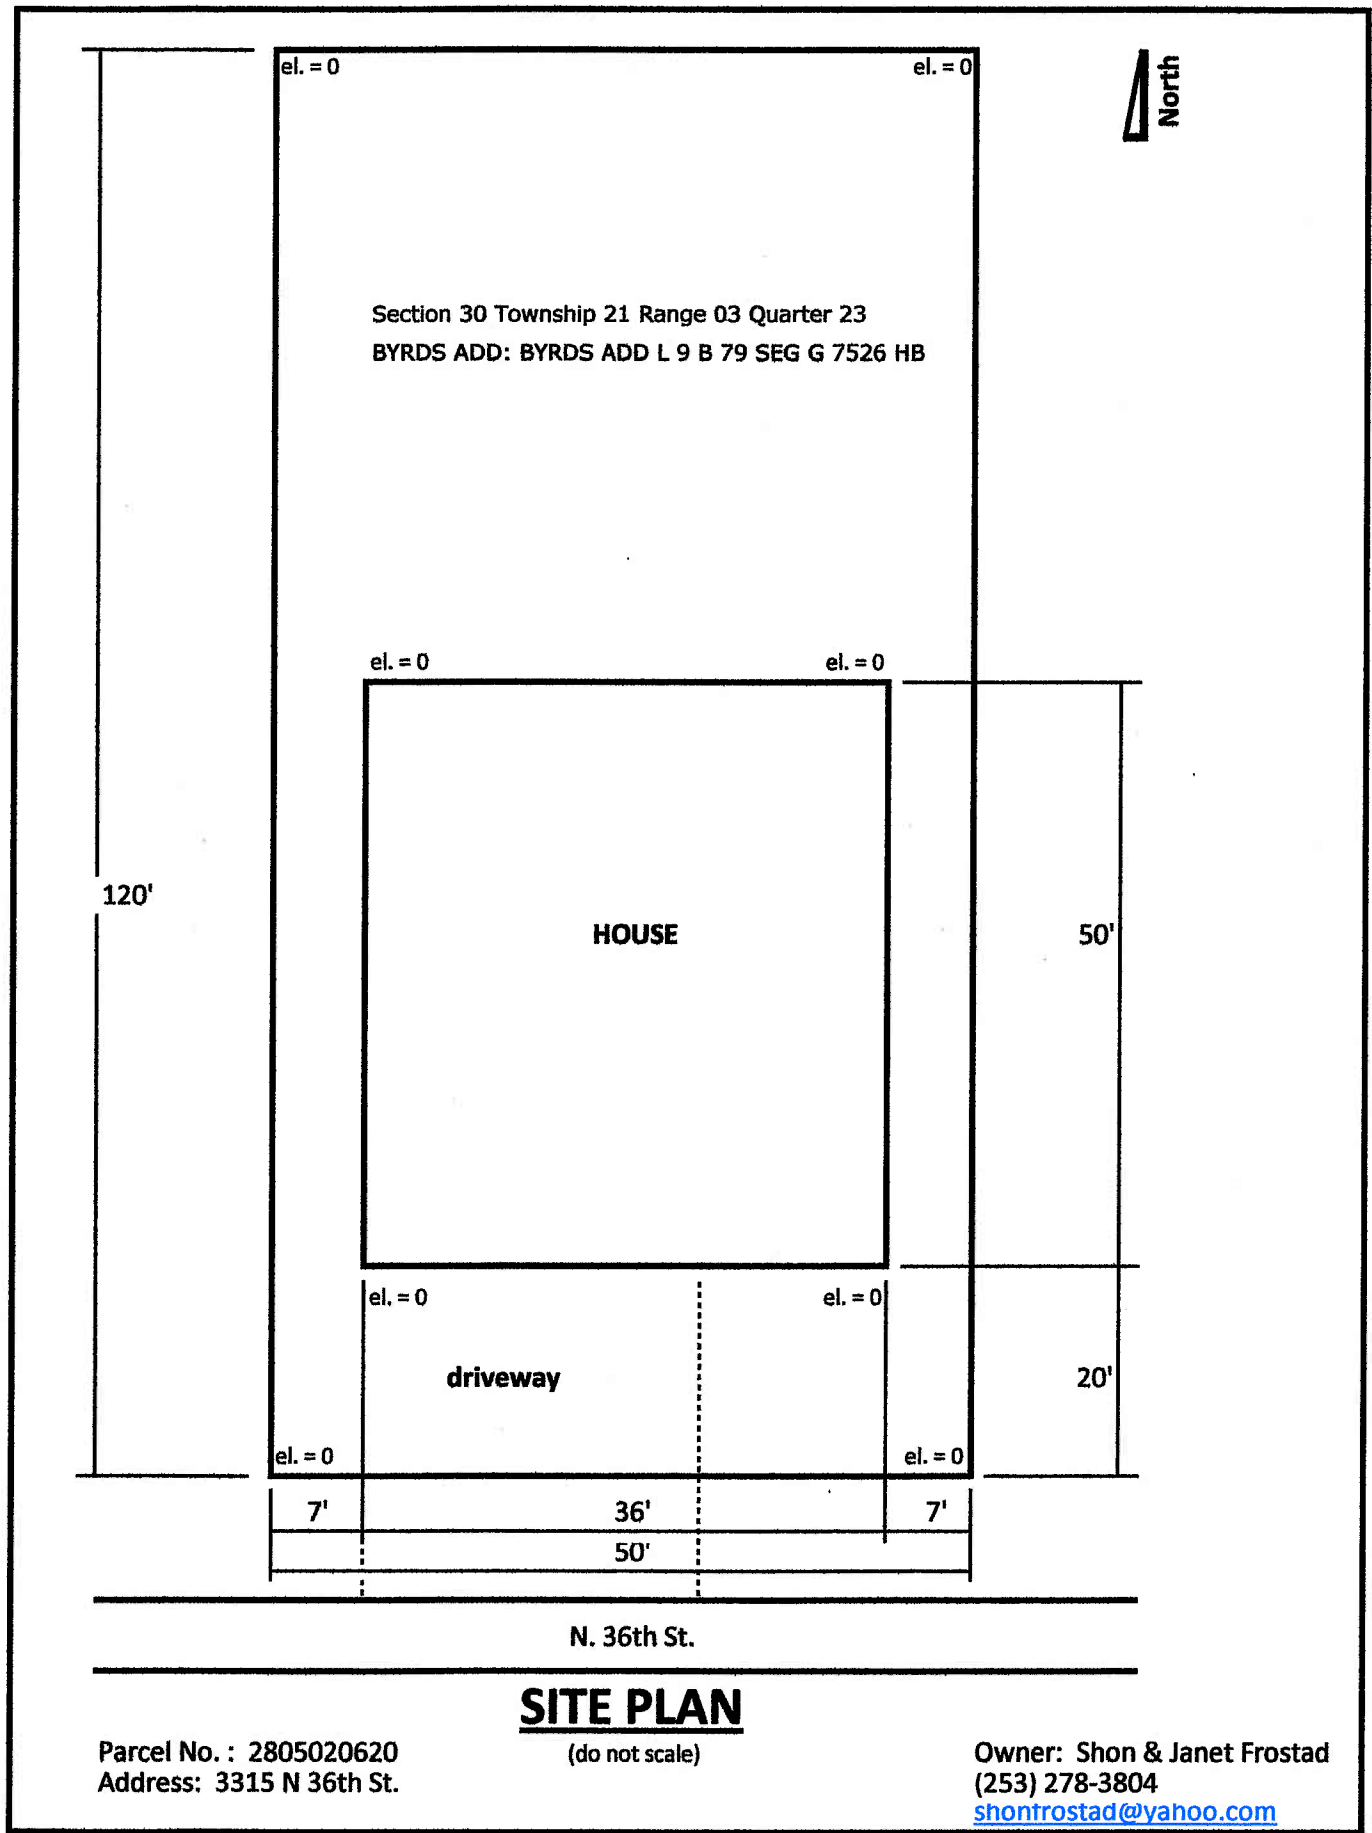 el. = 0
el. = 0
North
Section 30 Township 21 Range 03 Quarter 23
BYRDS ADD: BYRDS ADD L 9 B 79 SEG G 7526 HB
el. = 0
el. = 0
120'
HOUSE
50'
el. = 0
el. = 0
driveway
20'
el. = 0
el. = 0
7'
36'
7'
50'
N. 36th St.
SITE PLAN
(do not scale)
Parcel No. : 2805020620
Address: 3315 N 36th St.
Owner: Shon & Janet Frostad
(253) 278-3804
shonfrostad@yahoo.com